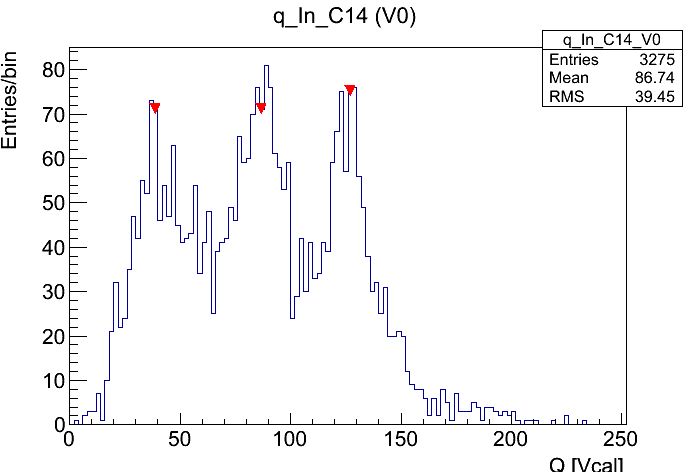 q_In_C14 (V0)
q_In_C14_V0
Entries 3275
Mean 86.74
RMS 39.45
Entries/bin
80
70
60
50
40
30
20
10
0
0 50 100 150 200 250
Q [Vcal]